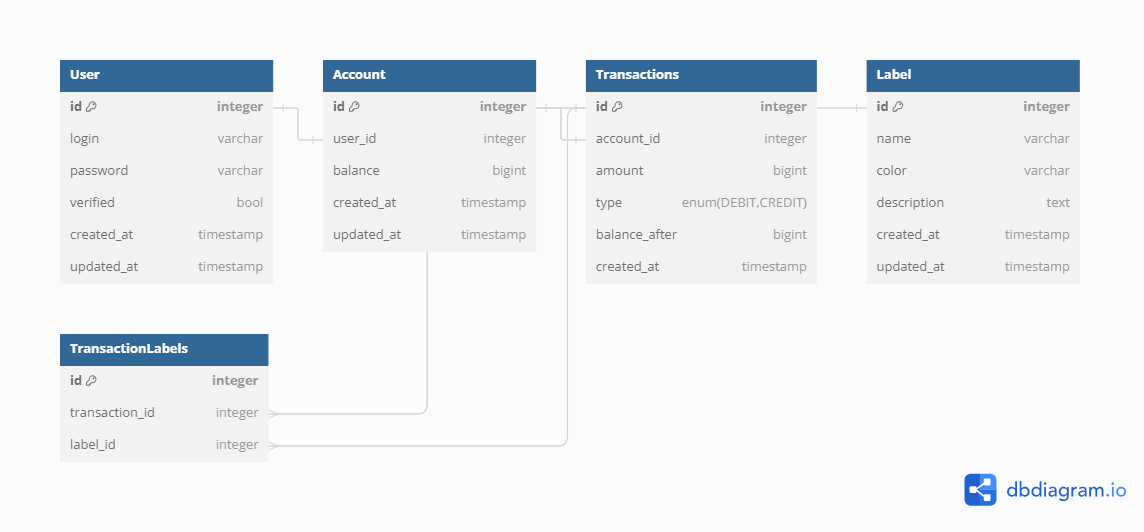 User
id integer
login varchar
password varchar
verified bool
created_at timestamp
updated_at timestamp
Account
id integer
user_id integer
balance bigint
created_at timestamp
updated_at timestamp
Transactions
id integer
account_id integer
amount bigint
type enum(DEBIT,CREDIT)
balance_after bigint
created_at timestamp
Label
id integer
name varchar
color varchar
description text
created_at timestamp
updated_at timestamp
TransactionLabels
id integer
transaction_id integer
label_id integer
dbdiagram.io